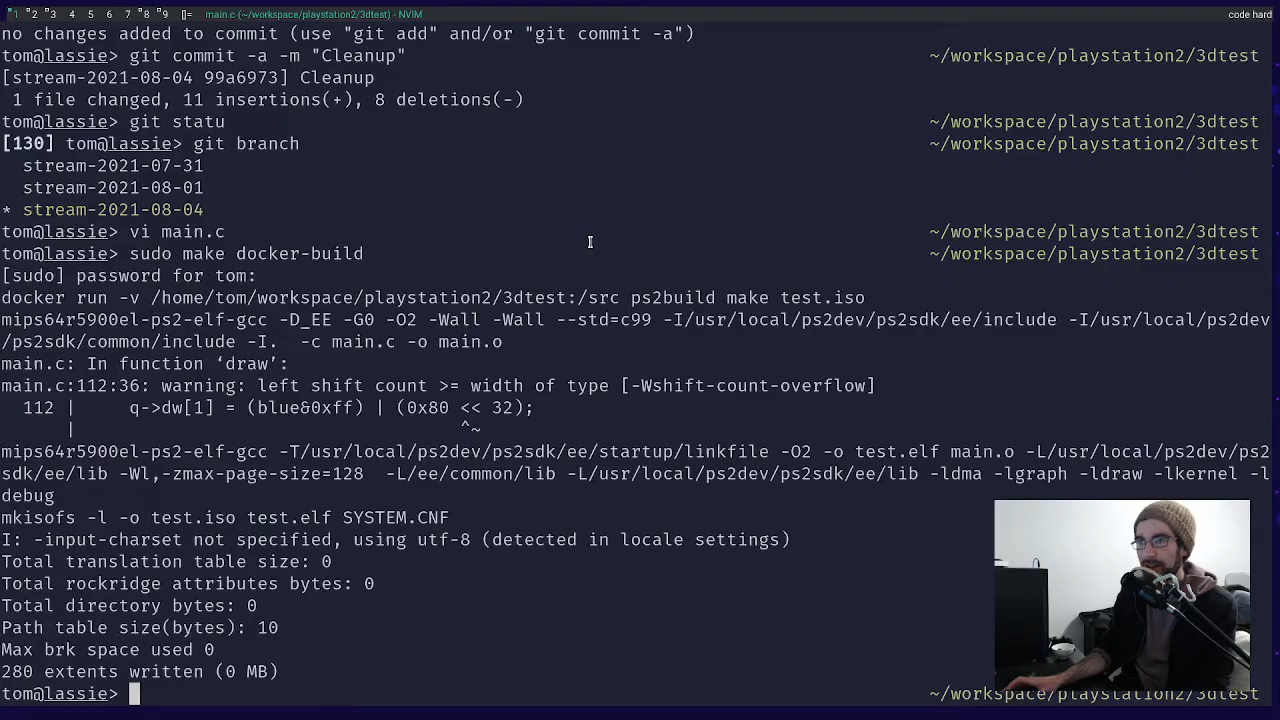 1 2 3 4 5 6 7 8 9 []= main.c (~/workspace/playstation2/3dtest) - NVIM code hard
no changes added to commit (use "git add" and/or "git commit -a")
tom@lassie> git commit -a -m "Cleanup" ~/workspace/playstation2/3dtest
[stream-2021-08-04 99a6973] Cleanup
1 file changed, 11 insertions(+), 8 deletions(-)
tom@lassie> git statu ~/workspace/playstation2/3dtest
[130] tom@lassie> git branch ~/workspace/playstation2/3dtest
stream-2021-07-31
stream-2021-08-01
* stream-2021-08-04
tom@lassie> vi main.c ~/workspace/playstation2/3dtest
tom@lassie> sudo make docker-build ~/workspace/playstation2/3dtest
[sudo] password for tom:
docker run -v /home/tom/workspace/playstation2/3dtest:/src ps2build make test.iso
mips64r5900el-ps2-elf-gcc -D_EE -G0 -O2 -Wall -Wall --std=c99 -I/usr/local/ps2dev/ps2sdk/ee/include -I/usr/local/ps2dev
/ps2sdk/common/include -I. -c main.c -o main.o
main.c: In function ‘draw’:
main.c:112:36: warning: left shift count >= width of type [-Wshift-count-overflow]
112 | q->dw[1] = (blue&0xff) | (0x80 << 32);
| ^~
mips64r5900el-ps2-elf-gcc -T/usr/local/ps2dev/ps2sdk/ee/startup/linkfile -O2 -o test.elf main.o -L/usr/local/ps2dev/ps2
sdk/ee/lib -Wl,-zmax-page-size=128 -L/ee/common/lib -L/usr/local/ps2dev/ps2sdk/ee/lib -ldma -lgraph -ldraw -lkernel -l
debug
mkisofs -l -o test.iso test.elf SYSTEM.CNF
I: -input-charset not specified, using utf-8 (detected in locale settings)
Total translation table size: 0
Total rockridge attributes bytes: 0
Total directory bytes: 0
Path table size(bytes): 10
Max brk space used 0
280 extents written (0 MB)
tom@lassie> ~/workspace/playstation2/3dtest